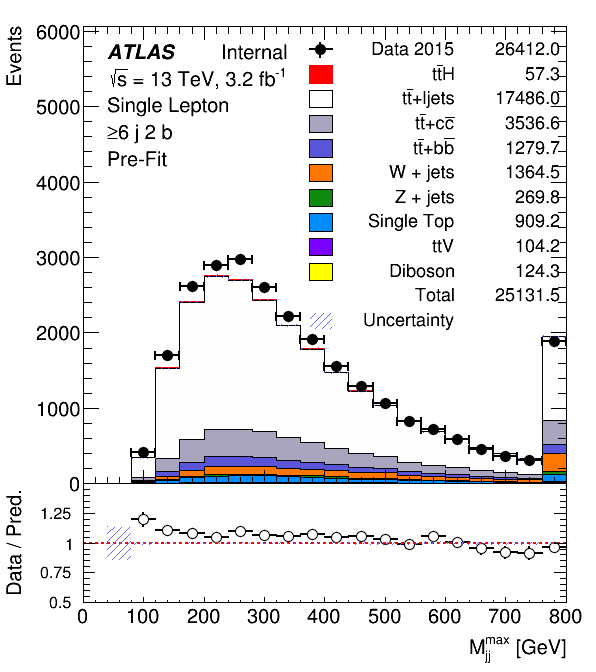 Events
6000
5000
4000
3000
2000
1000
0
ATLAS Internal
√s = 13 TeV, 3.2 fb⁻¹
Single Lepton
≥6 j 2 b
Pre-Fit
Data 2015 26412.0
tt̄H 57.3
tt̄+ljets 17486.0
tt̄+cc̄ 3536.6
tt̄+bb̄ 1279.7
W + jets 1364.5
Z + jets 269.8
Single Top 909.2
ttV 104.2
Diboson 124.3
Total 25131.5
Uncertainty
Data / Pred.
1.25
1
0.75
0.5
0 100 200 300 400 500 600 700 800
M_jj^max [GeV]